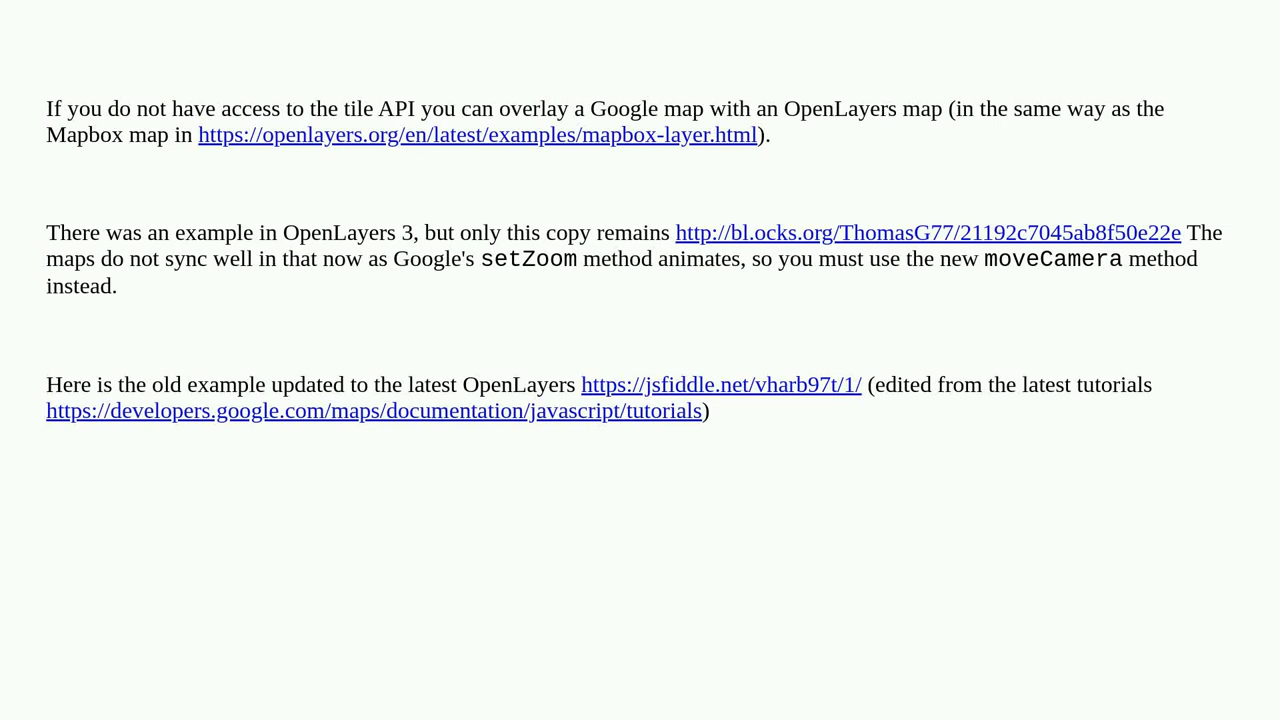 If you do not have access to the tile API you can overlay a Google map with an OpenLayers map (in the same way as the
Mapbox map in https://openlayers.org/en/latest/examples/mapbox-layer.html).
There was an example in OpenLayers 3, but only this copy remains http://bl.ocks.org/ThomasG77/21192c7045ab8f50e22e The
maps do not sync well in that now as Google's setZoom method animates, so you must use the new moveCamera method
instead.
Here is the old example updated to the latest OpenLayers https://jsfiddle.net/vharb97t/1/ (edited from the latest tutorials
https://developers.google.com/maps/documentation/javascript/tutorials)